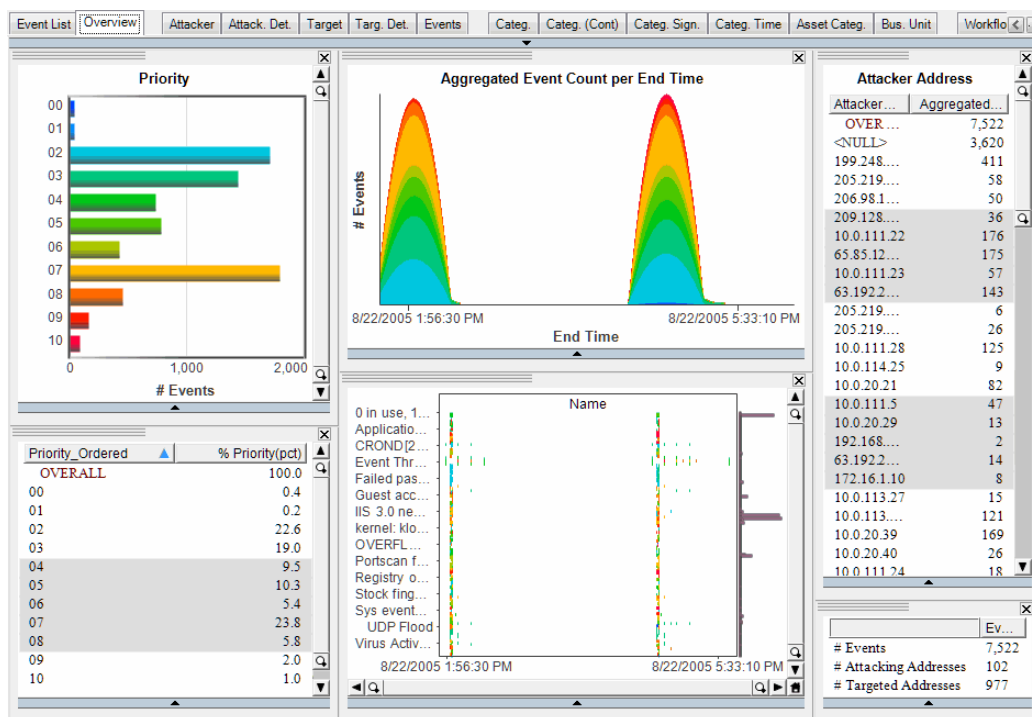 Event List Overview Attacker Attack. Det. Target Targ. Det. Events Categ. Categ. (Cont) Categ. Sign. Categ. Time Asset Categ. Bus. Unit Workflo
Priority
00
01
02
03
04
05
06
07
08
09
10
0 1,000 2,000
# Events
Priority_Ordered % Priority(pct)
OVERALL 100.0
00 0.4
01 0.2
02 22.6
03 19.0
04 9.5
05 10.3
06 5.4
07 23.8
08 5.8
09 2.0
10 1.0
Aggregated Event Count per End Time
# Events
8/22/2005 1:56:30 PM 8/22/2005 5:33:10 PM
End Time
Name
0 in use, 1...
Applicatio...
CROND[2...
Event Thr...
Failed pas...
Guest acc...
IIS 3.0 ne...
kernel: klo...
OVERFL...
Portscan f...
Registry o...
Stock fing...
Sys event...
UDP Flood
Virus Activ...
8/22/2005 1:56:30 PM 8/22/2005 5:33:10 PM
Attacker Address
Attacker... Aggregated...
OVER ... 7,522
<NULL> 3,620
199.248.... 411
205.219.... 58
206.98.1... 50
209.128.... 36
10.0.111.22 176
65.85.12... 175
10.0.111.23 57
63.192.2... 143
205.219.... 6
205.219.... 26
10.0.111.28 125
10.0.114.25 9
10.0.20.21 82
10.0.111.5 47
10.0.20.29 13
192.168.... 2
63.192.2... 14
172.16.1.10 8
10.0.113.27 15
10.0.113.... 121
10.0.20.39 169
10.0.20.40 26
10.0.111.24 18
Ev...
# Events 7,522
# Attacking Addresses 102
# Targeted Addresses 977